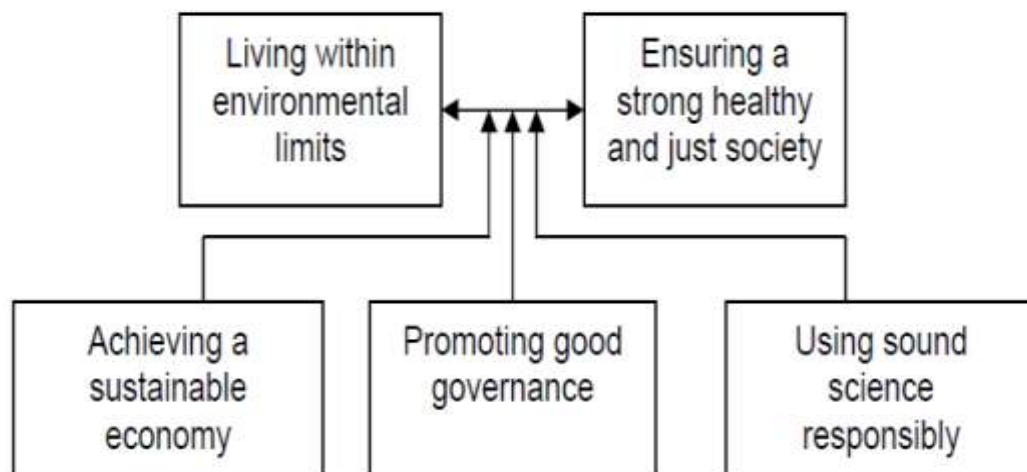 Living within
environmental
limits
Ensuring a
strong healthy
and just society
Achieving a
sustainable
economy
Promoting good
governance
Using sound
science
responsibly